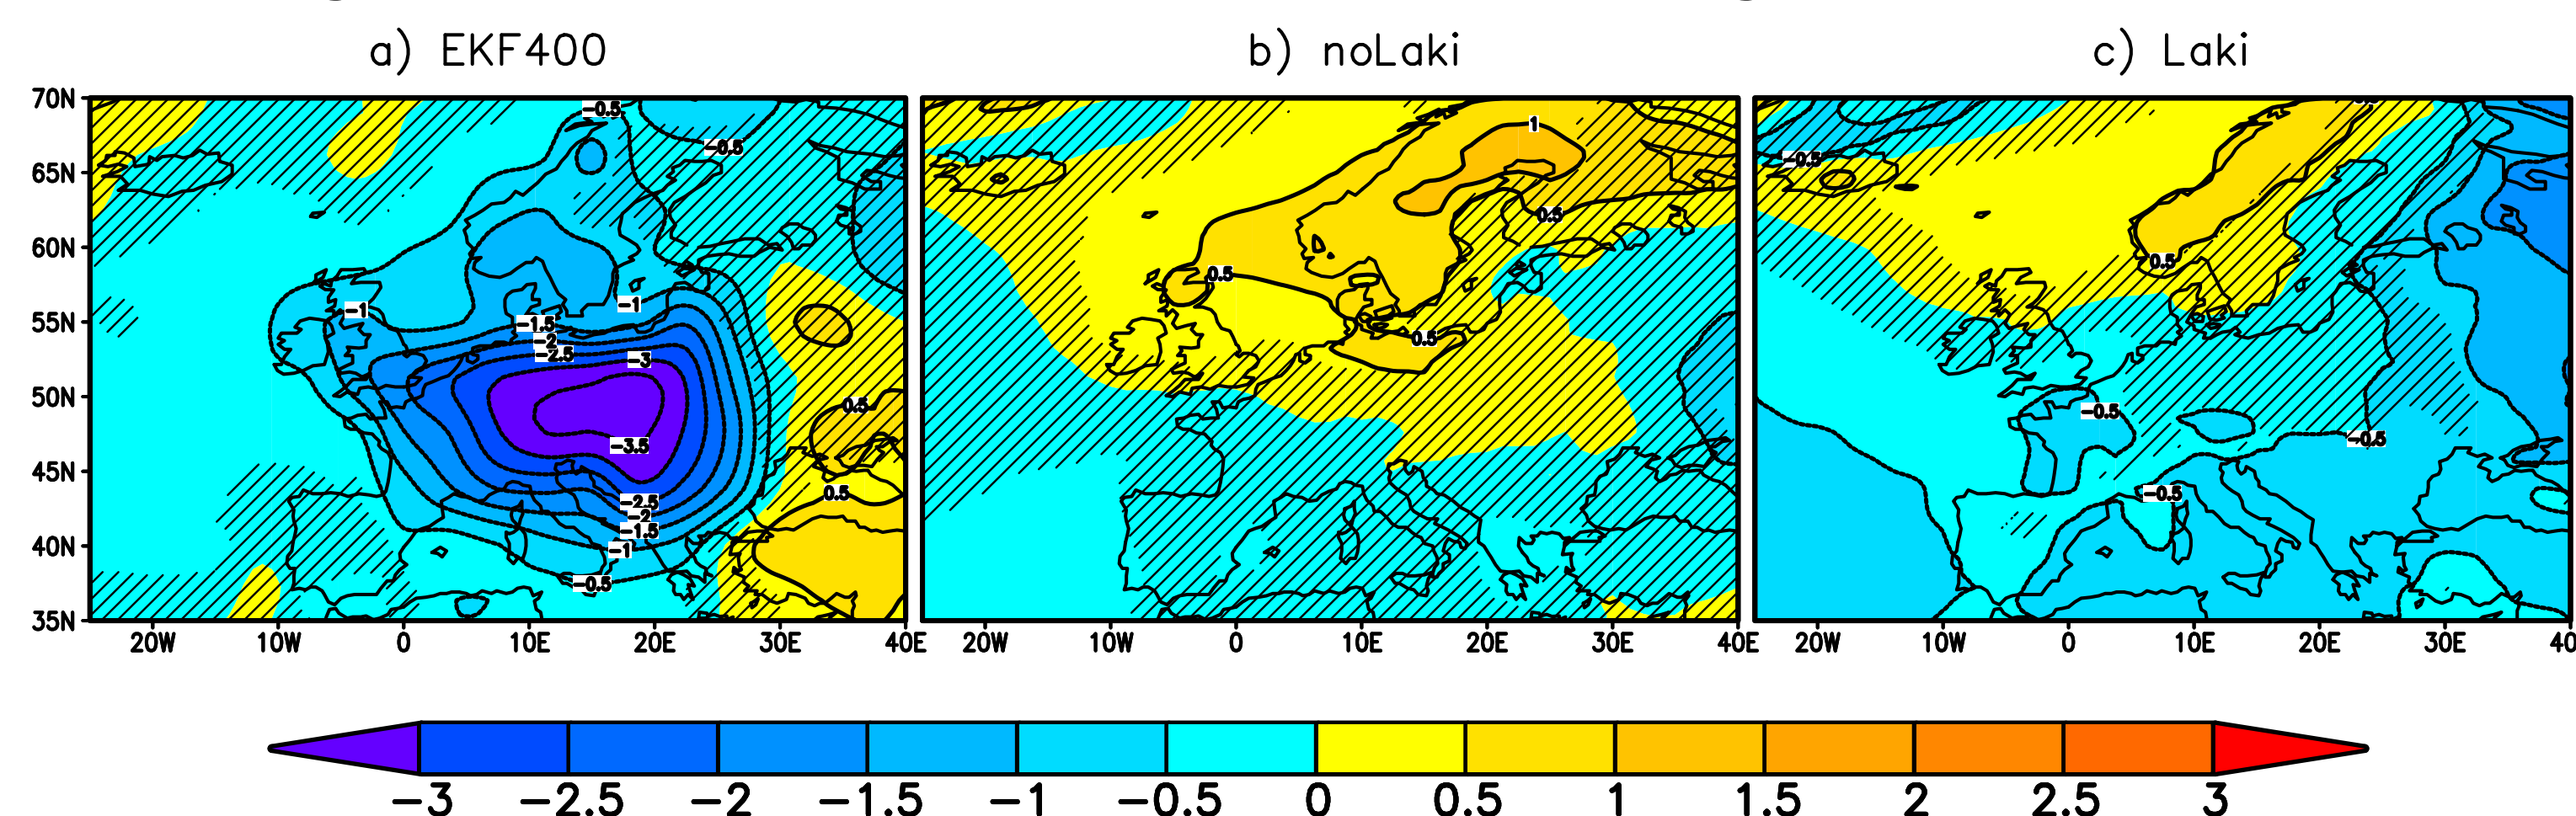 a) EKF400
b) noLaki
c) Laki
70N
65N
60N
55N
50N
45N
40N
35N
-0.5
-0.5
-1
-1
-1.5
-2
-2.5
-3
-3.5
-2.5
-2
-1.5
-1
-0.5
0.5
0.5
1
0.5
0.5
0.5
-0.5
0.5
-0.5
-0.5
-0.5
20W 10W 0 10E 20E 30E 40E
20W 10W 0 10E 20E 30E 40E
20W 10W 0 10E 20E 30E 40
-3 -2.5 -2 -1.5 -1 -0.5 0 0.5 1 1.5 2 2.5 3